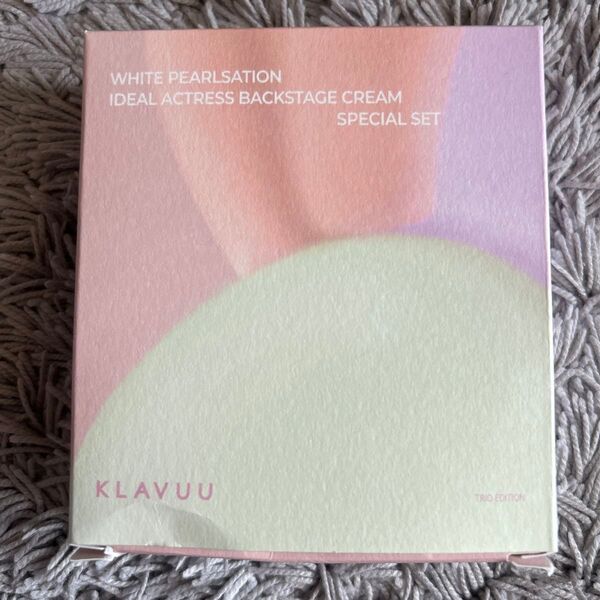 WHITE PEARLSATION
IDEAL ACTRESS BACKSTAGE CREAM
SPECIAL SET
KLAVUU
TRIO EDITION